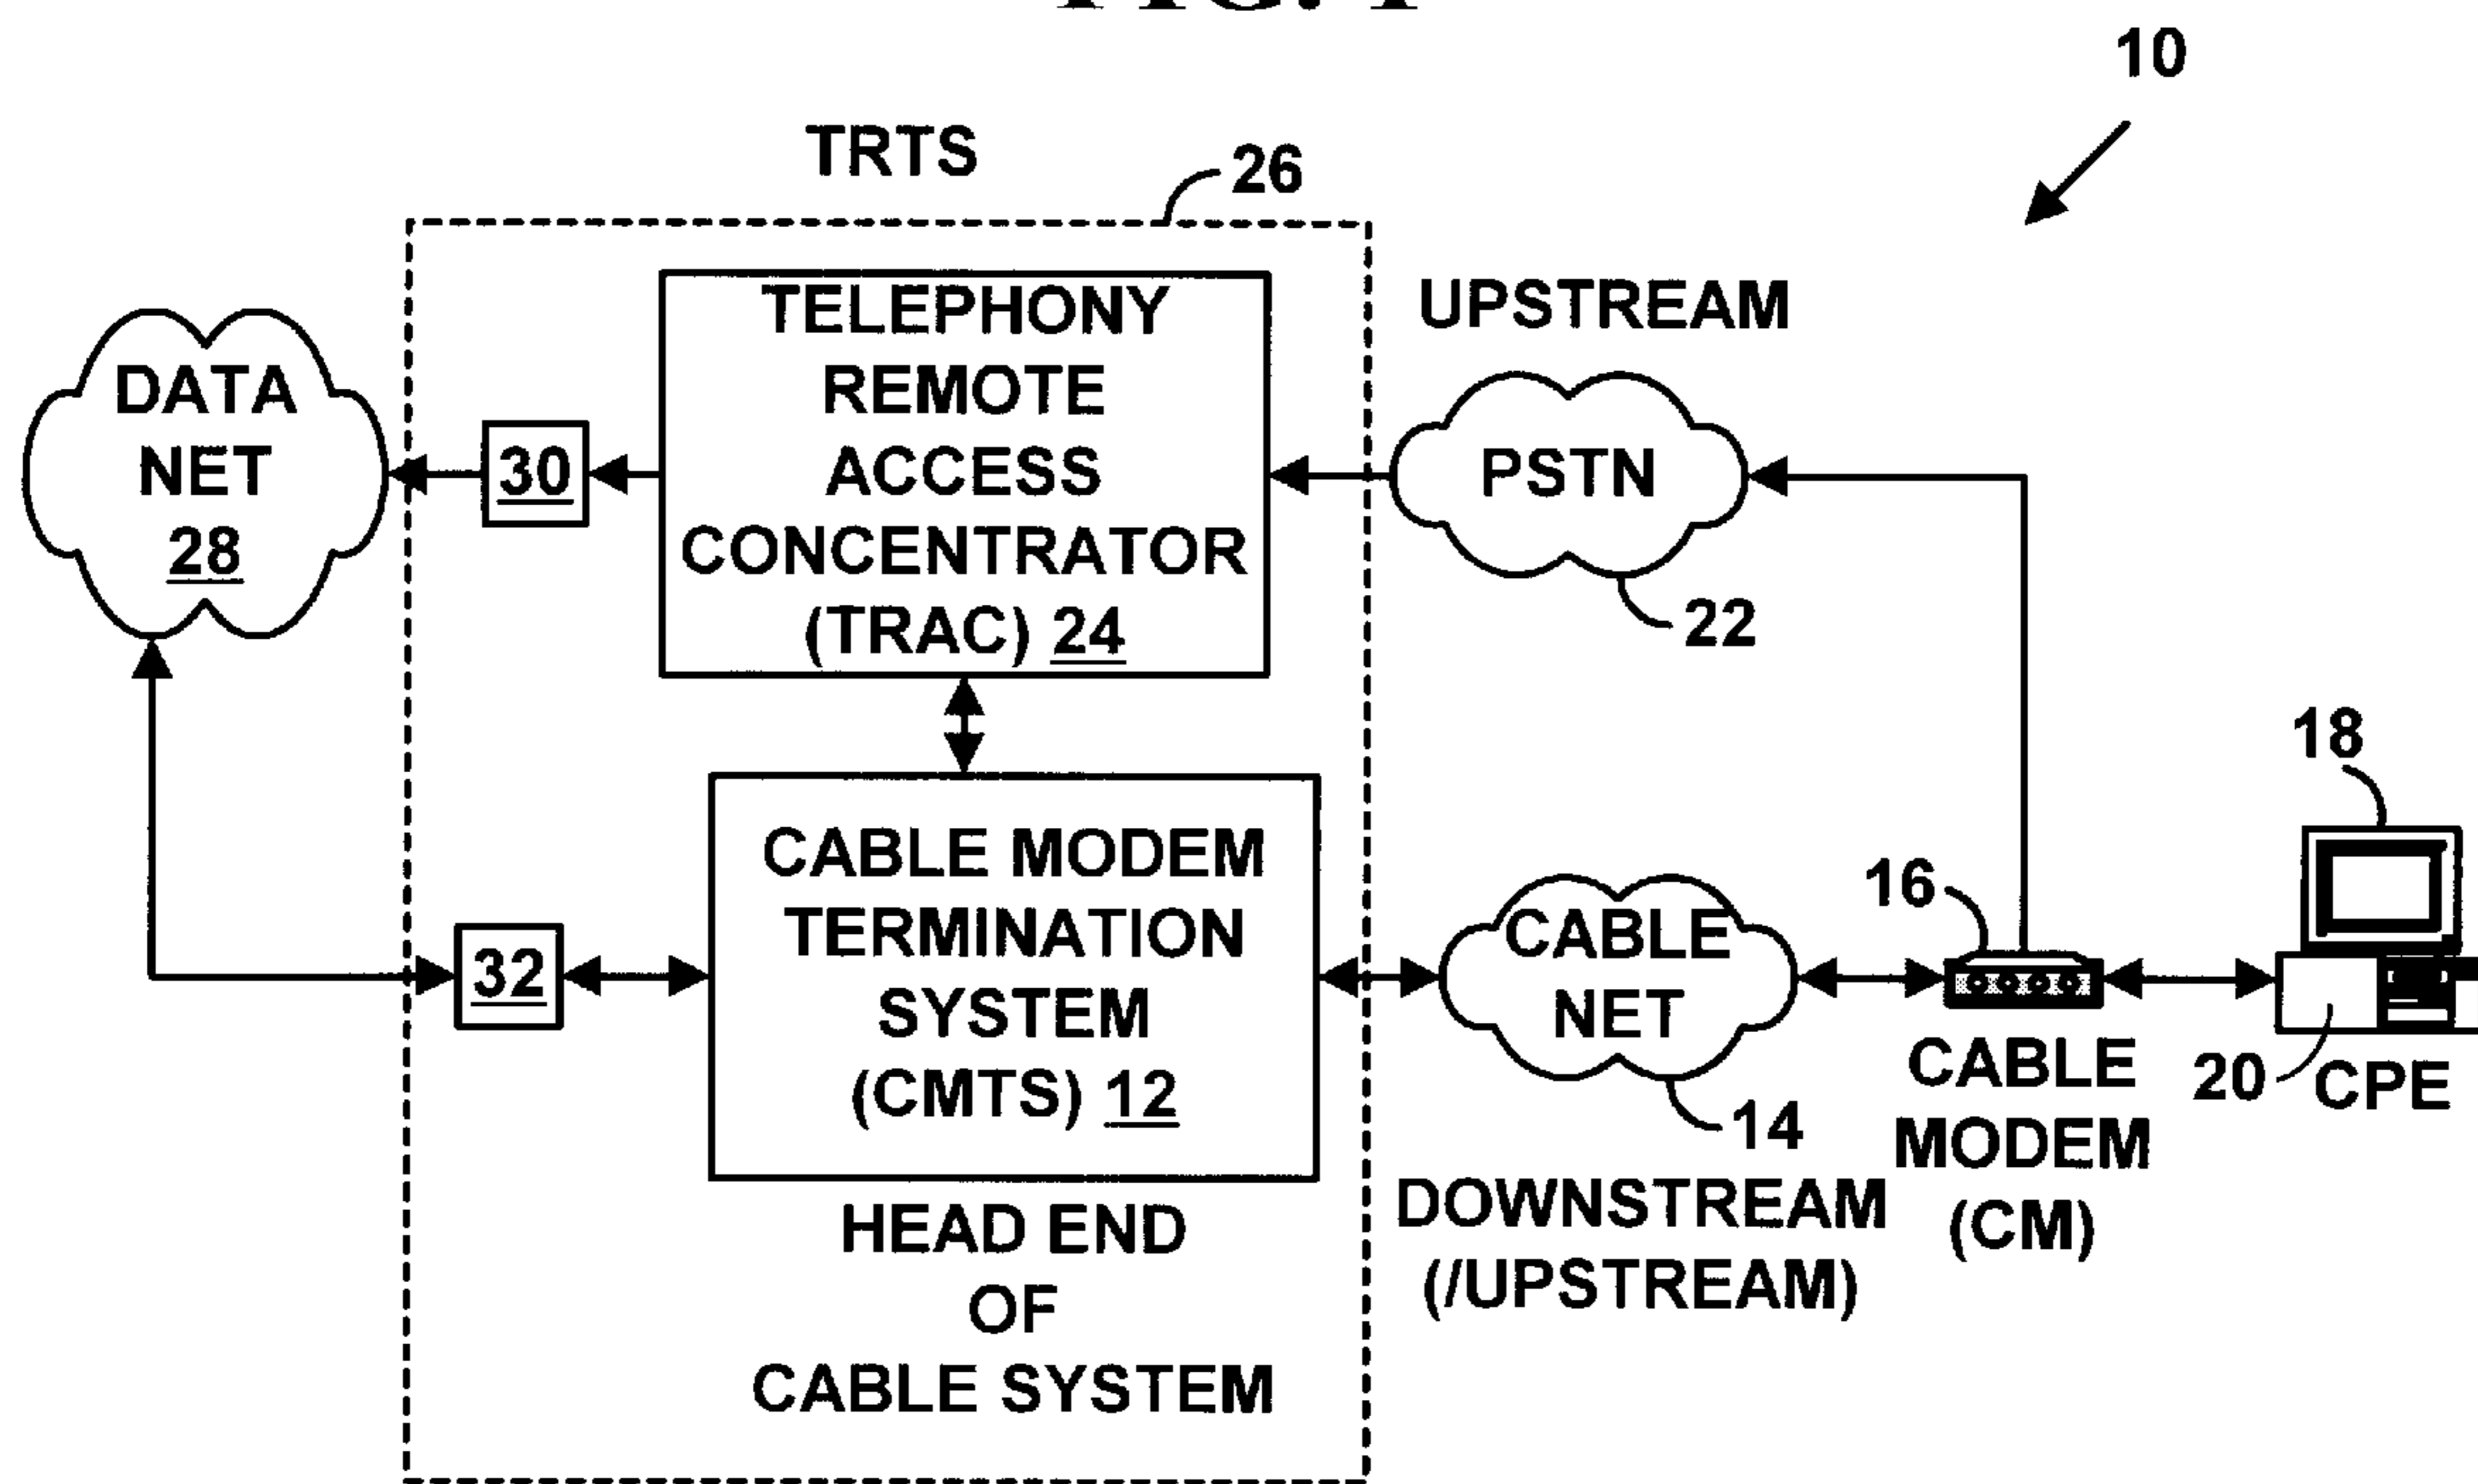 10
TRTS
26
TELEPHONY
REMOTE
ACCESS
CONCENTRATOR
(TRAC) 24
UPSTREAM
DATA
NET
28
30
PSTN
22
18
CABLE MODEM
TERMINATION
SYSTEM
(CMTS) 12
32
CABLE
NET
14
16
CABLE
MODEM
(CM)
20
CPE
DOWNSTREAM
(/UPSTREAM)
HEAD END
OF
CABLE SYSTEM